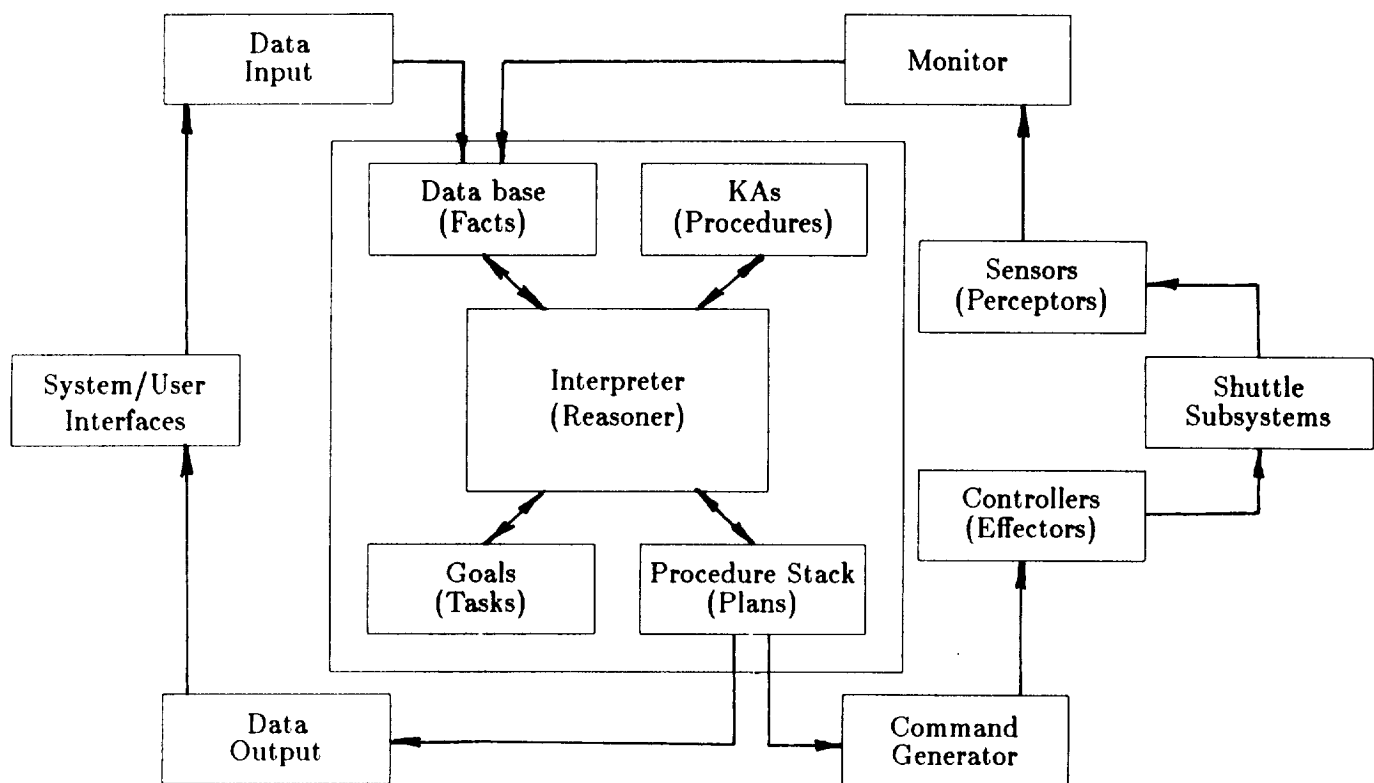 Data
Input
Monitor
Data base
(Facts)
KAs
(Procedures)
Sensors
(Perceptors)
Interpreter
(Reasoner)
System/User
Interfaces
Shuttle
Subsystems
Controllers
(Effectors)
Goals
(Tasks)
Procedure Stack
(Plans)
Data
Output
Command
Generator